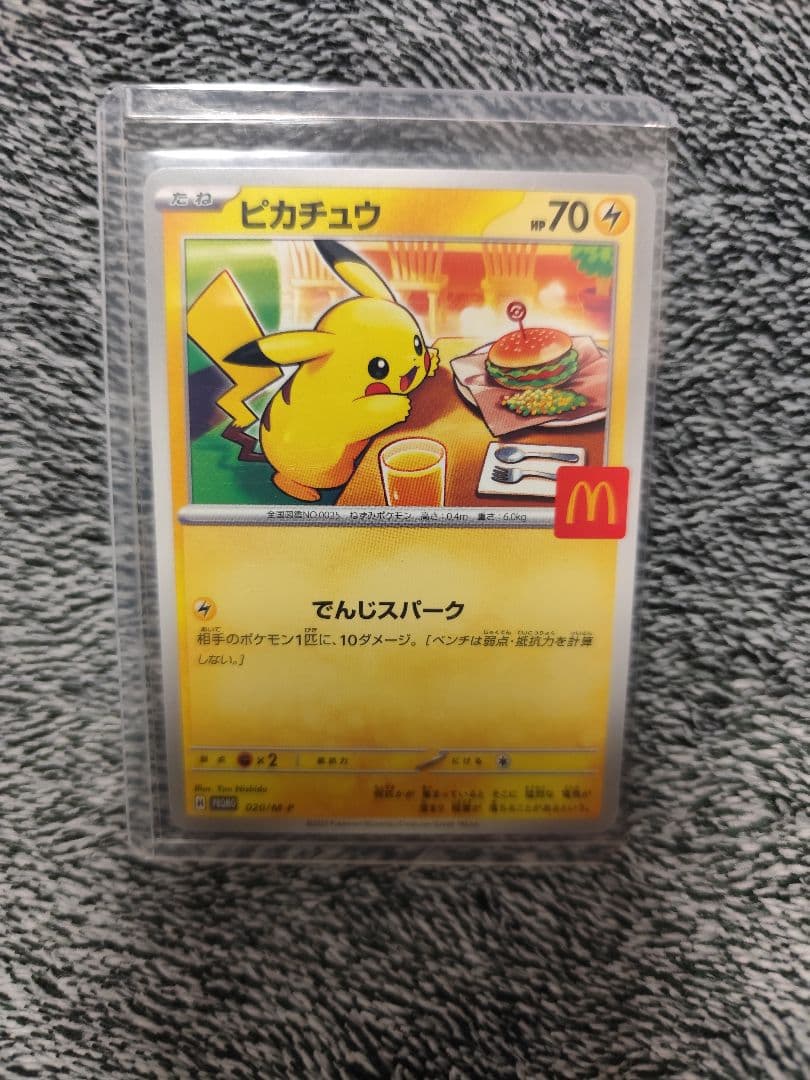 たね ピカチュウ HP70
全国図鑑NO.0025 ねずみポケモン 高さ:0.4m 重さ:6.0kg
でんじスパーク
相手のポケモン1匹に、10ダメージ。[ベンチは弱点・抵抗力を計算
しない。]
弱点 ×2 抵抗力 にげる
Illus.
PROMO 020/M-P